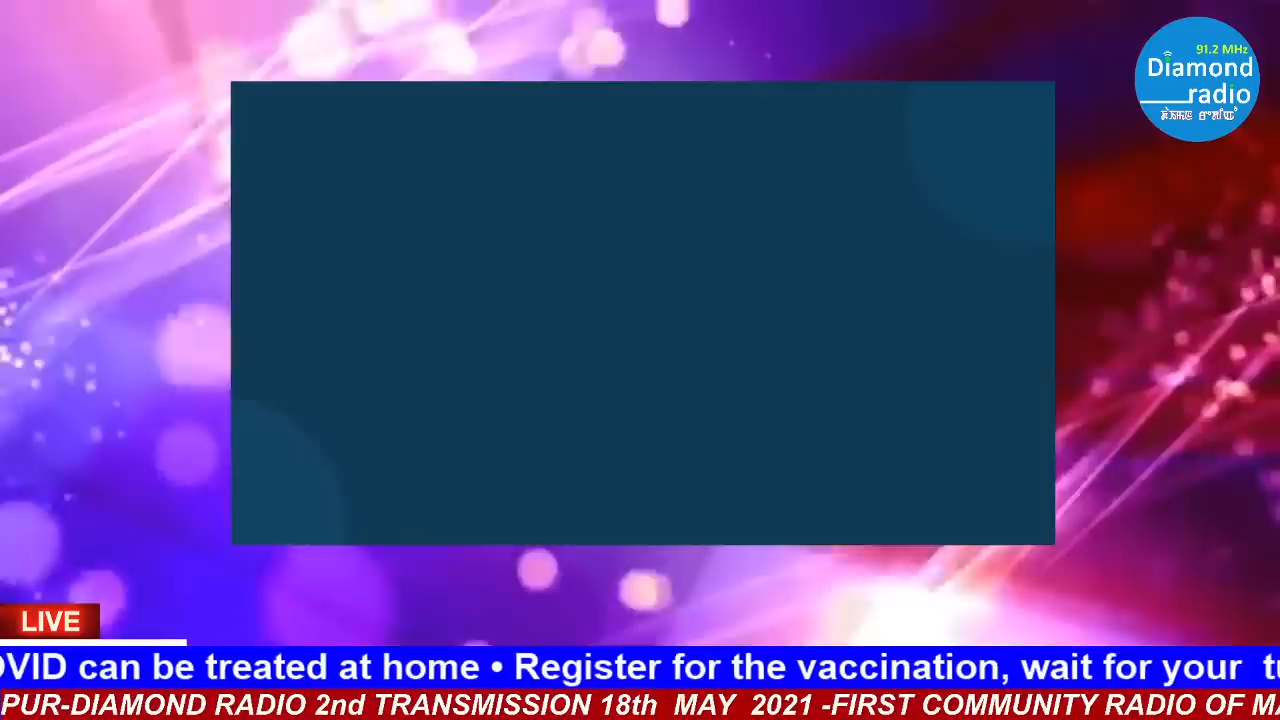 91.2 MHz
Diamond
radio
LIVE
OVID can be treated at home • Register for the vaccination, wait for your
PUR-DIAMOND RADIO 2nd TRANSMISSION 18th MAY 2021 -FIRST COMMUNITY RADIO OF